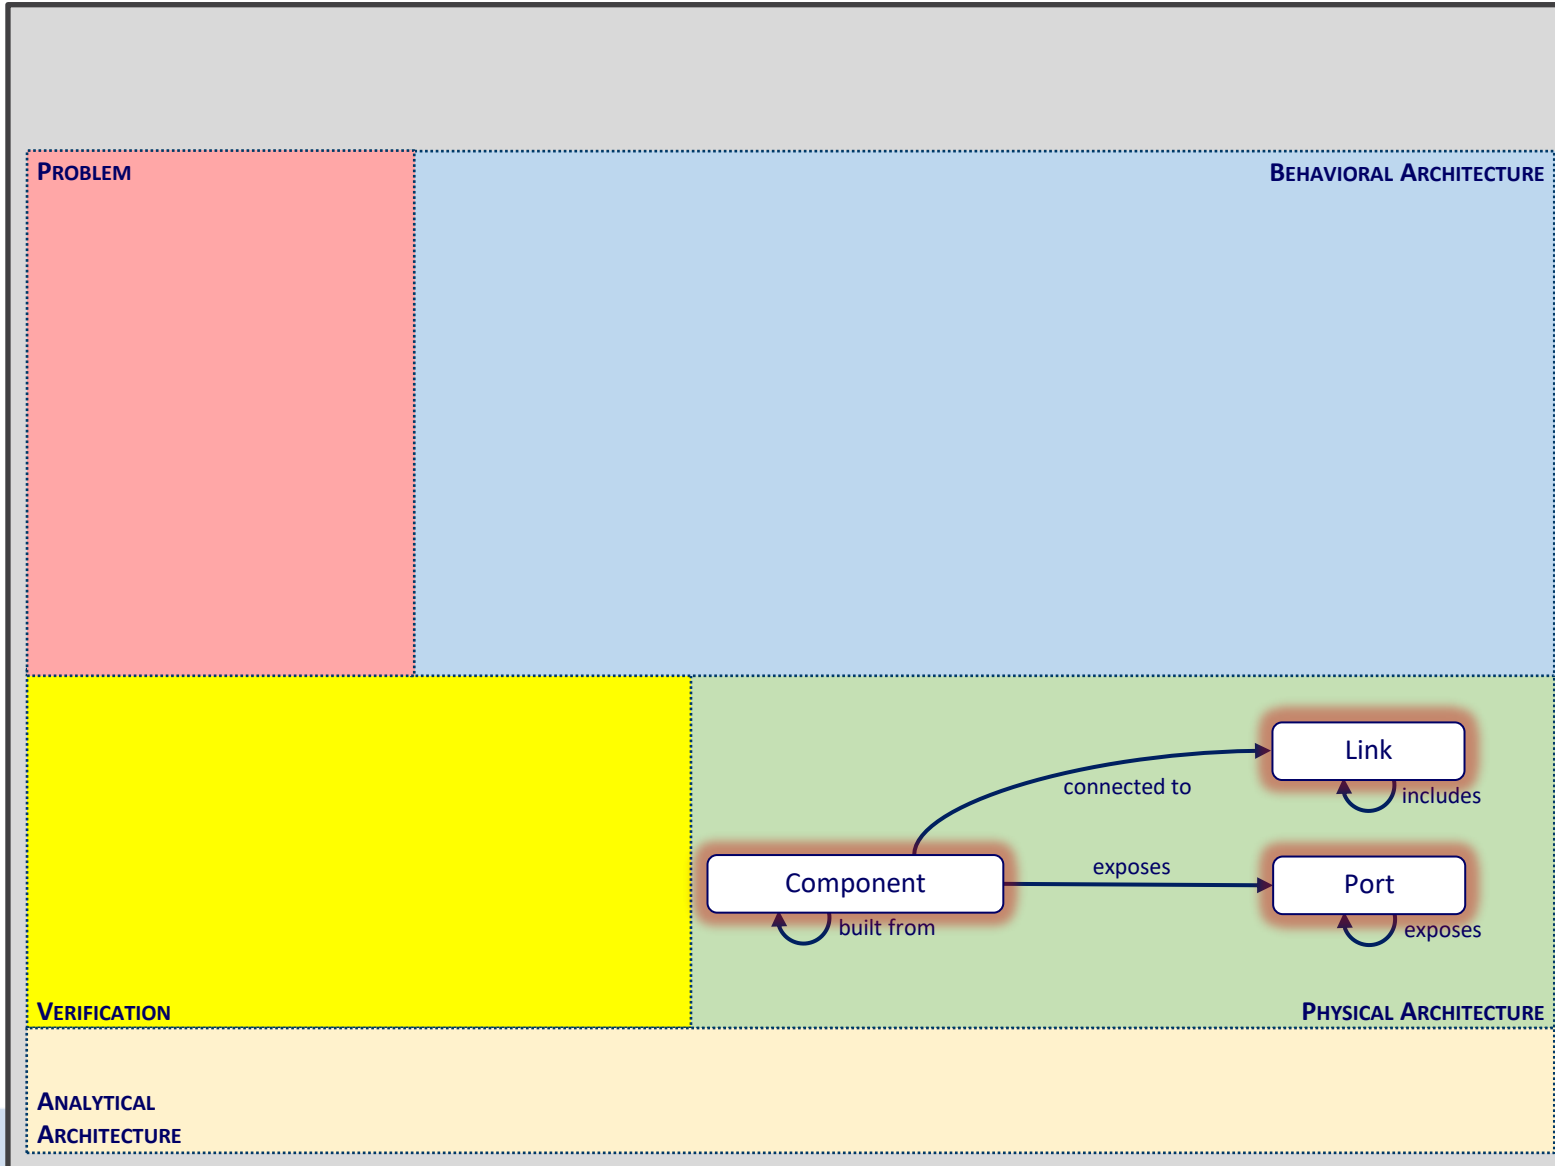 PROBLEM
BEHAVIORAL ARCHITECTURE
Link
connected to
includes
Component
exposes
Port
built from
exposes
VERIFICATION
PHYSICAL ARCHITECTURE
ANALYTICAL
ARCHITECTURE